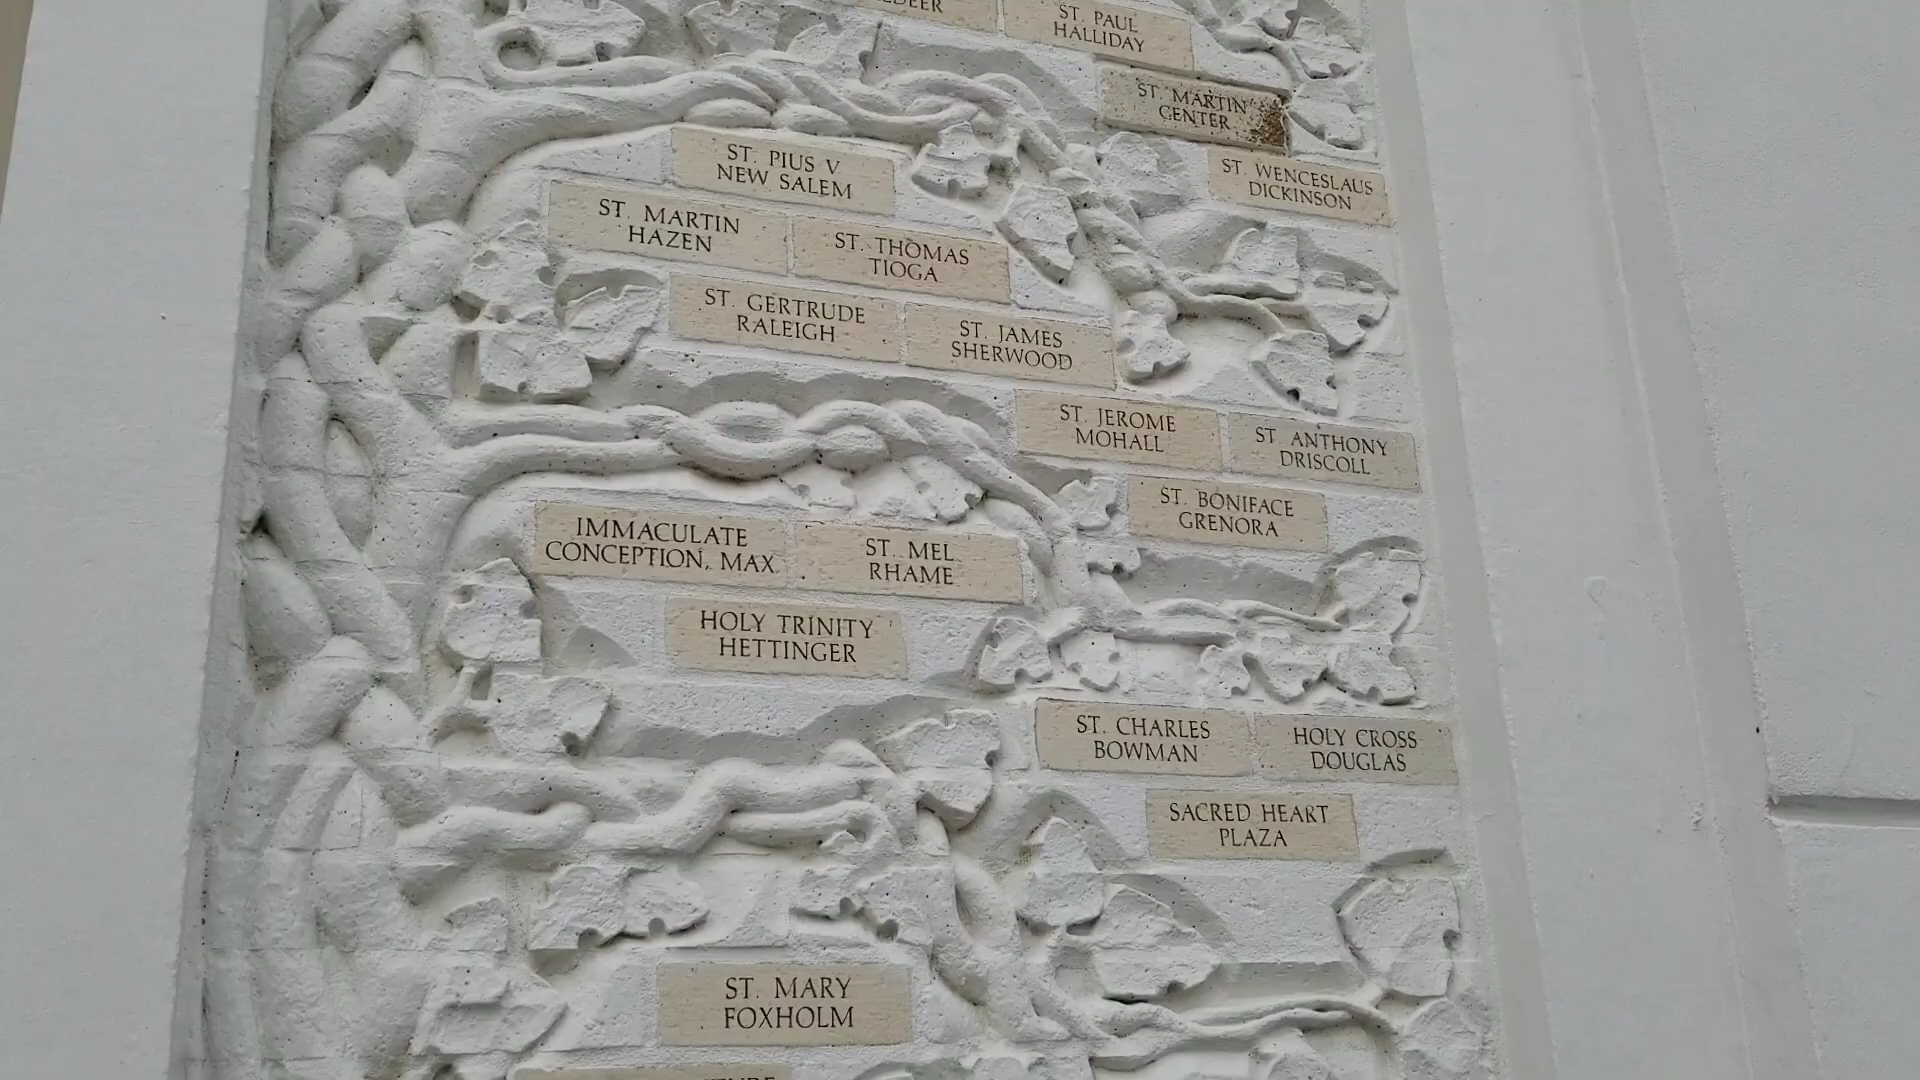 ST. PAUL
HALLIDAY
ST. MARTIN
CENTER
ST. PIUS V
NEW SALEM
ST. WENCESLAUS
DICKINSON
ST. MARTIN
HAZEN
ST. THOMAS
TIOGA
ST. GERTRUDE
RALEIGH
ST. JAMES
SHERWOOD
ST. JEROME
MOHALL
ST. ANTHONY
DRISCOLL
ST. BONIFACE
GRENORA
IMMACULATE
CONCEPTION, MAX
ST. MEL
RHAME
HOLY TRINITY
HETTINGER
ST. CHARLES
BOWMAN
HOLY CROSS
DOUGLAS
SACRED HEART
PLAZA
ST. MARY
FOXHOLM